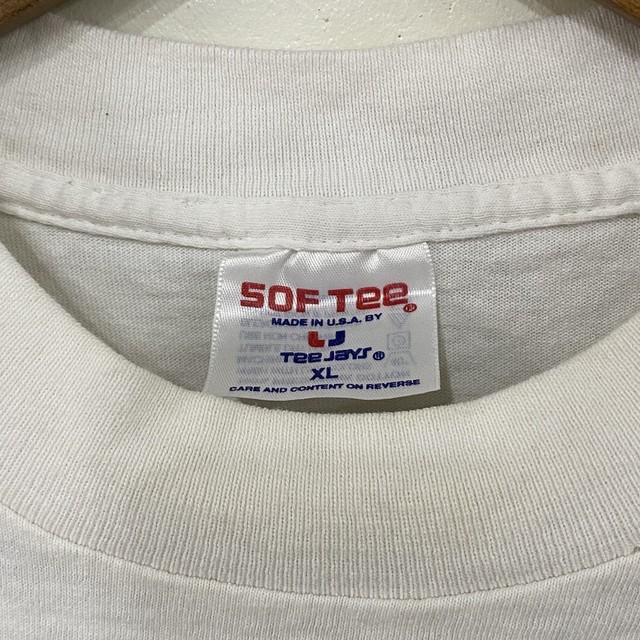 SOF Tee®
MADE IN U.S.A. BY
Tee Jays®
XL
CARE AND CONTENT ON REVERSE